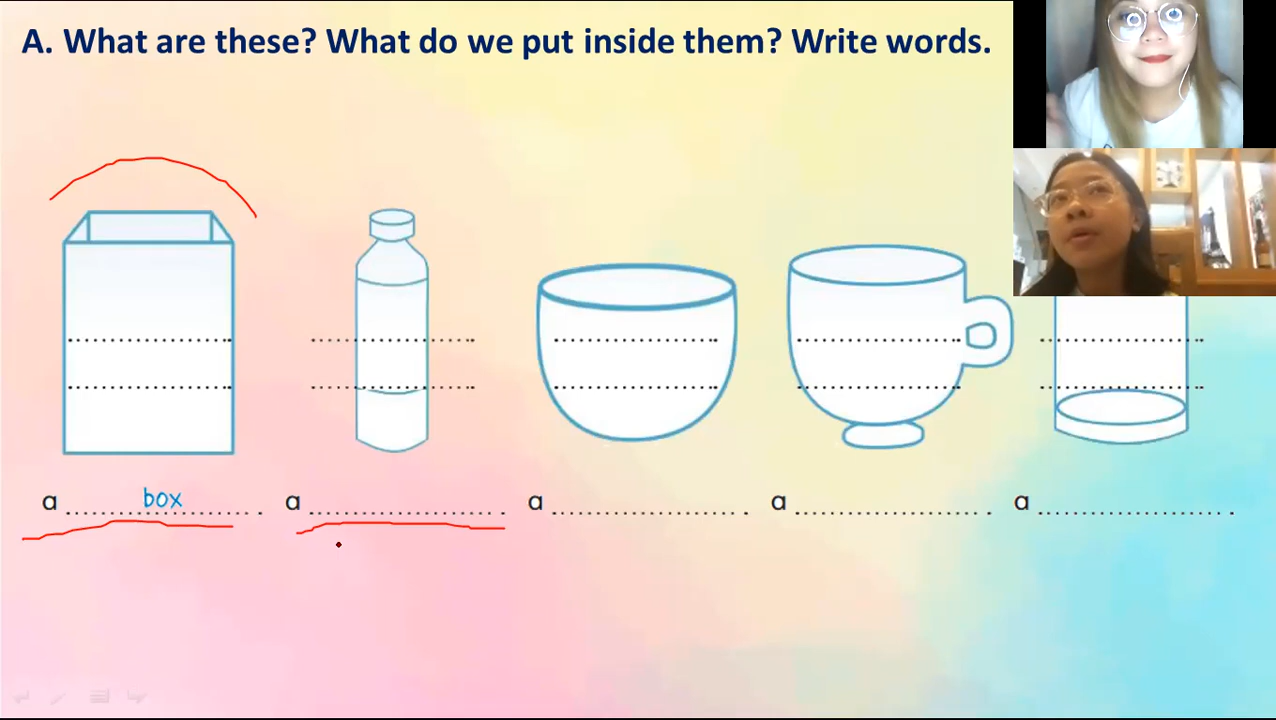 A. What are these? What do we put inside them? Write words.
a box .
a .
a .
a .
a .